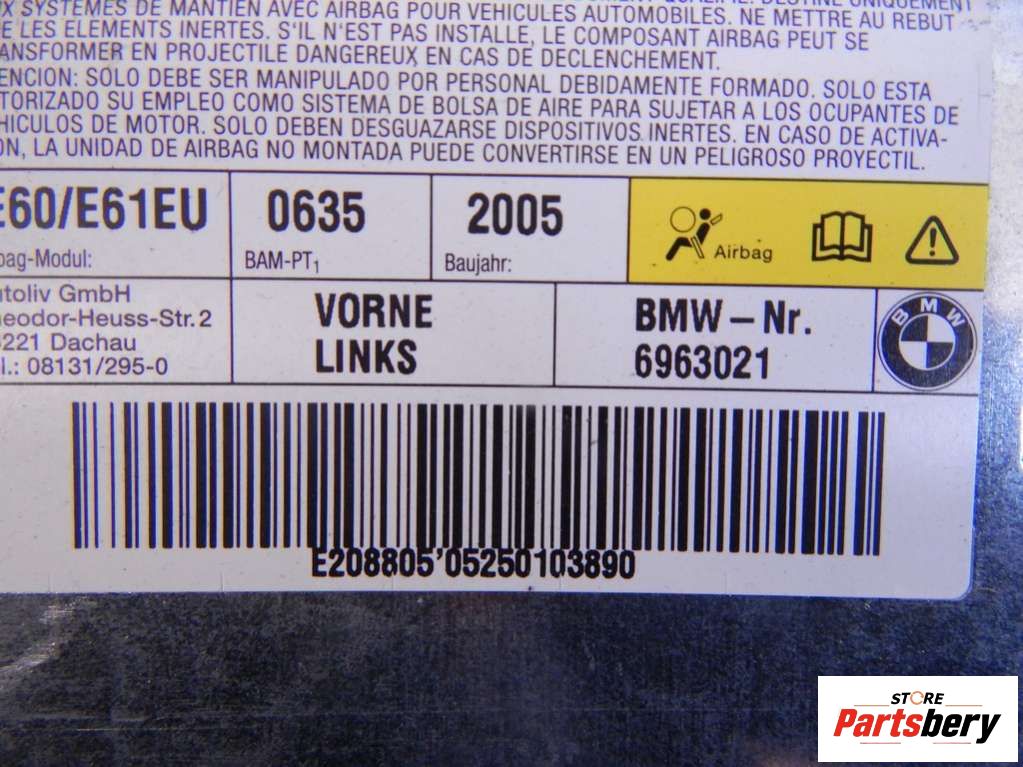 X SYSTEMES DE MANTIEN AVEC AIRBAG POUR VEHICULES AUTOMOBILES. NE METTRE AU REBUT
LES ELEMENTS INERTES. S'IL N'EST PAS INSTALLE, LE COMPOSANT AIRBAG PEUT SE
ANSFORMER EN PROJECTILE DANGEREUX EN CAS DE DECLENCHEMENT.
ENCION: SOLO DEBE SER MANIPULADO POR PERSONAL DEBIDAMENTE FORMADO. SOLO ESTA
TORIZADO SU EMPLEO COMO SISTEMA DE BOLSA DE AIRE PARA SUJETAR A LOS OCUPANTES DE
HICULOS DE MOTOR. SOLO DEBEN DESGUAZARSE DISPOSITIVOS INERTES. EN CASO DE ACTIVA-
ON, LA UNIDAD DE AIRBAG NO MONTADA PUEDE CONVERTIRSE EN UN PELIGROSO PROYECTIL.
E60/E61EU 0635 2005
bag-Modul: BAM-PT1 Baujahr: Airbag
utoliv GmbH
eodor-Heuss-Str. 2
5221 Dachau
l.: 08131/295-0
VORNE
LINKS
BMW-Nr.
6963021
BMW
E208805'05250103890
STORE
Partsbery